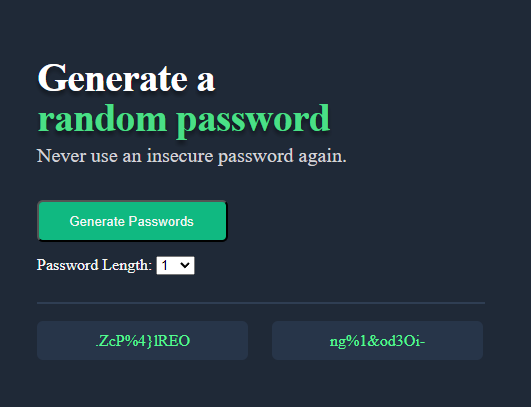 Generate a
random password
Never use an insecure password again.
Generate Passwords
Password Length: 1
.ZcP%4}lREO
ng%1&od3Oi-